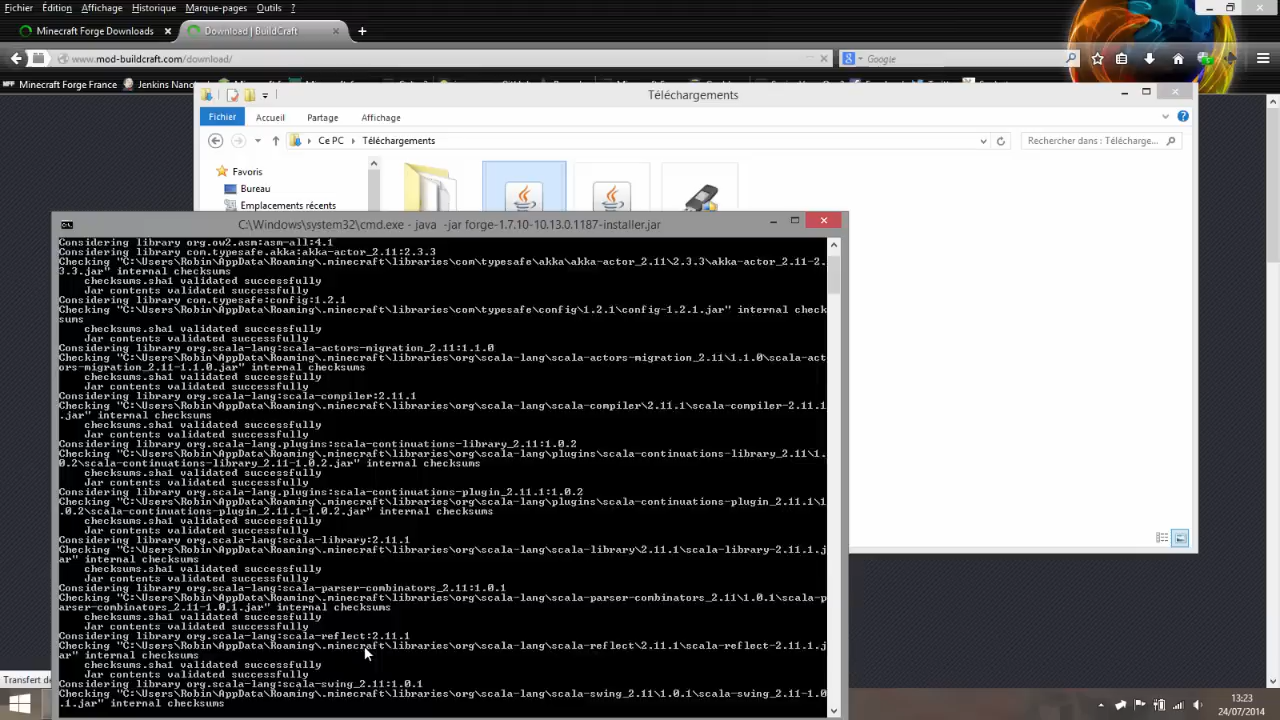 Fichier Édition Affichage Historique Marque-pages Outils ?
Minecraft Forge Downloads × Download | BuildCraft × +
www.mod-buildcraft.com/download/ Google
Minecraft Forge France Jenkins
Téléchargements
Fichier Accueil Partage Affichage
Ce PC Téléchargements Rechercher dans : Télécharge...
Favoris
Bureau
Emplacements récents
C:\Windows\system32\cmd.exe - java -jar forge-1.7.10-10.13.0.1187-installer.jar
Considering library org.ow2.asm:asm-all:4.1
Considering library com.typesafe.akka:akka-actor_2.11:2.3.3
Checking "C:\Users\Robin\AppData\Roaming\.minecraft\libraries\com\typesafe\akka\akka-actor_2.11\2.3.3\akka-actor_2.11-2.
3.3.jar" internal checksums
checksums.sha1 validated successfully
Jar contents validated successfully
Considering library com.typesafe:config:1.2.1
Checking "C:\Users\Robin\AppData\Roaming\.minecraft\libraries\com\typesafe\config\1.2.1\config-1.2.1.jar" internal check
sums
checksums.sha1 validated successfully
Jar contents validated successfully
Considering library org.scala-lang:scala-actors-migration_2.11:1.1.0
Checking "C:\Users\Robin\AppData\Roaming\.minecraft\libraries\org\scala-lang\scala-actors-migration_2.11\1.1.0\scala-act
ors-migration_2.11-1.1.0.jar" internal checksums
checksums.sha1 validated successfully
Jar contents validated successfully
Considering library org.scala-lang:scala-compiler:2.11.1
Checking "C:\Users\Robin\AppData\Roaming\.minecraft\libraries\org\scala-lang\scala-compiler\2.11.1\scala-compiler-2.11.1
.jar" internal checksums
checksums.sha1 validated successfully
Jar contents validated successfully
Considering library org.scala-lang.plugins:scala-continuations-library_2.11:1.0.2
Checking "C:\Users\Robin\AppData\Roaming\.minecraft\libraries\org\scala-lang\plugins\scala-continuations-library_2.11\1.
0.2\scala-continuations-library_2.11-1.0.2.jar" internal checksums
checksums.sha1 validated successfully
Jar contents validated successfully
Considering library org.scala-lang.plugins:scala-continuations-plugin_2.11.1:1.0.2
Checking "C:\Users\Robin\AppData\Roaming\.minecraft\libraries\org\scala-lang\plugins\scala-continuations-plugin_2.11.1\1
.0.2\scala-continuations-plugin_2.11.1-1.0.2.jar" internal checksums
checksums.sha1 validated successfully
Jar contents validated successfully
Considering library org.scala-lang:scala-library:2.11.1
Checking "C:\Users\Robin\AppData\Roaming\.minecraft\libraries\org\scala-lang\scala-library\2.11.1\scala-library-2.11.1.j
ar" internal checksums
checksums.sha1 validated successfully
Jar contents validated successfully
Considering library org.scala-lang:scala-parser-combinators_2.11:1.0.1
Checking "C:\Users\Robin\AppData\Roaming\.minecraft\libraries\org\scala-lang\scala-parser-combinators_2.11\1.0.1\scala-p
arser-combinators_2.11-1.0.1.jar" internal checksums
checksums.sha1 validated successfully
Jar contents validated successfully
Considering library org.scala-lang:scala-reflect:2.11.1
Checking "C:\Users\Robin\AppData\Roaming\.minecraft\libraries\org\scala-lang\scala-reflect\2.11.1\scala-reflect-2.11.1.j
ar" internal checksums
checksums.sha1 validated successfully
Jar contents validated successfully
Considering library org.scala-lang:scala-swing_2.11:1.0.1
Checking "C:\Users\Robin\AppData\Roaming\.minecraft\libraries\org\scala-lang\scala-swing_2.11\1.0.1\scala-swing_2.11-1.0
.1.jar" internal checksums
Transfert de
13:23
24/07/2014